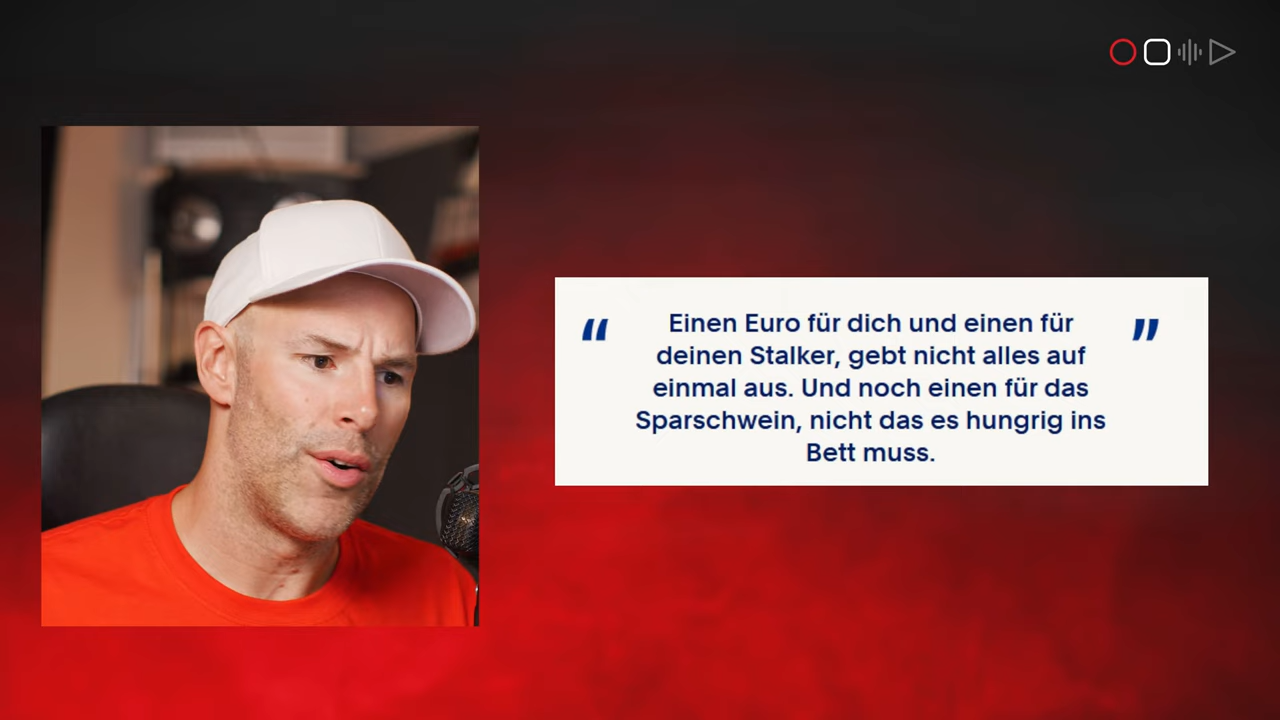 “ Einen Euro für dich und einen für ”
deinen Stalker, gebt nicht alles auf
einmal aus. Und noch einen für das
Sparschwein, nicht das es hungrig ins
Bett muss.